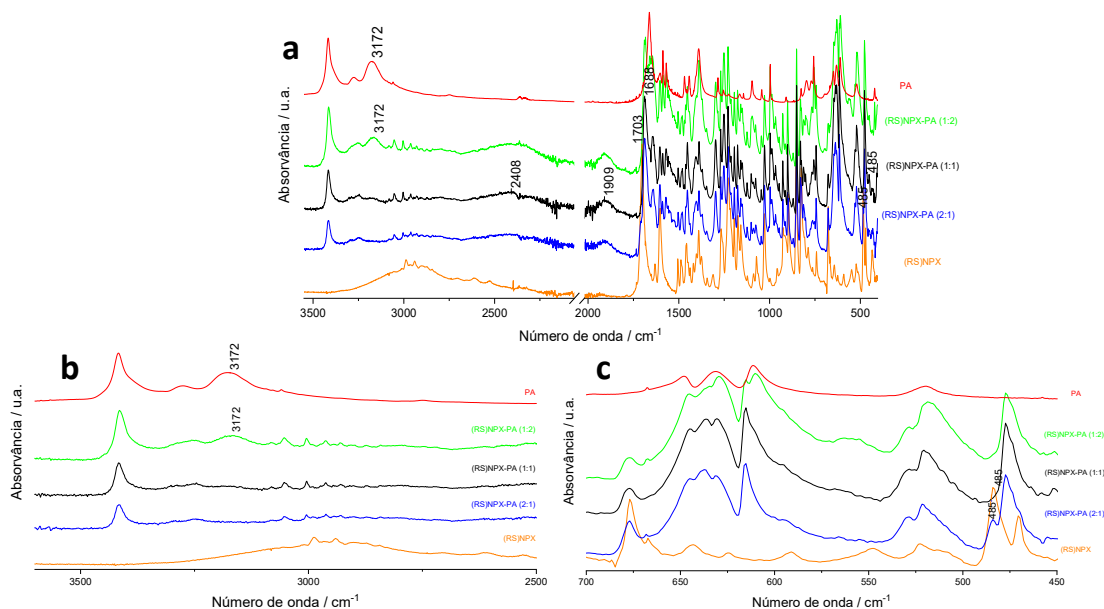 a
3172
3172
2408
1909
1703
1688
485
485
PA
(RS)NPX-PA (1:2)
(RS)NPX-PA (1:1)
(RS)NPX-PA (2:1)
(RS)NPX
Absorvância / u.a.
3500 3000 2500 2000 1500 1000 500
Número de onda / cm⁻¹
b
3172
3172
PA
(RS)NPX-PA (1:2)
(RS)NPX-PA (1:1)
(RS)NPX-PA (2:1)
(RS)NPX
Absorvância / u.a.
3500 3000 2500
Número de onda / cm⁻¹
c
PA
(RS)NPX-PA (1:2)
(RS)NPX-PA (1:1)
485
485
(RS)NPX-PA (2:1)
(RS)NPX
Absorvância / u.a.
700 650 600 550 500 450
Número de onda / cm⁻¹